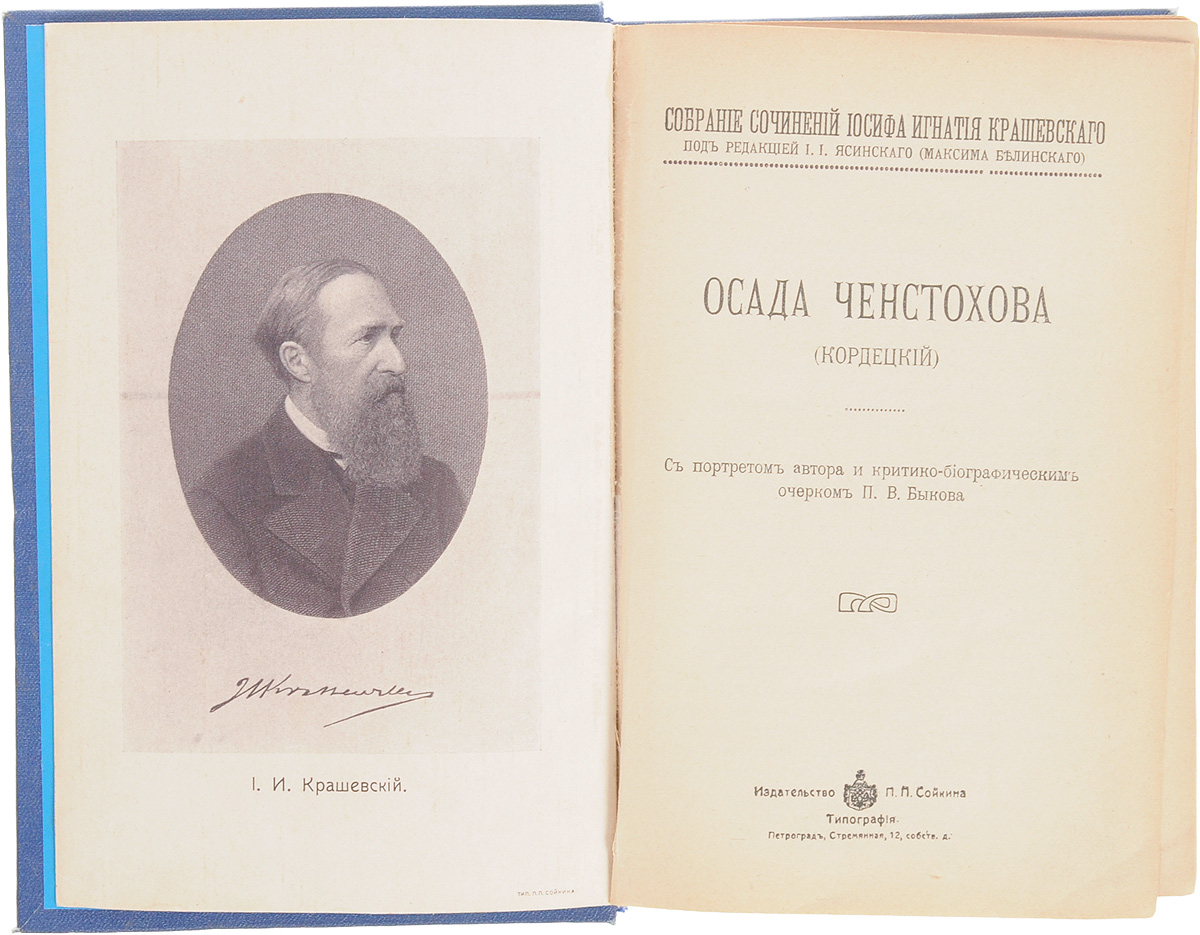 JIKraszewski
І. И. Крашевскій.
ТИП. П. П. СОЙКИНА
СОБРАНІЕ СОЧИНЕНІЙ ІОСИФА ИГНАТІЯ КРАШЕВСКАГО
ПОДЪ РЕДАКЦІЕЙ І. І. ЯСИНСКАГО (МАКСИМА БѢЛИНСКАГО)
ОСАДА ЧЕНСТОХОВА
(КОРДЕЦКІЙ)
Съ портретомъ автора и критико-біографическимъ
очеркомъ П. В. Быкова
Издательство П. П. Сойкина
Типографія.
Петроградъ, Стремянная, 12, собств. д.